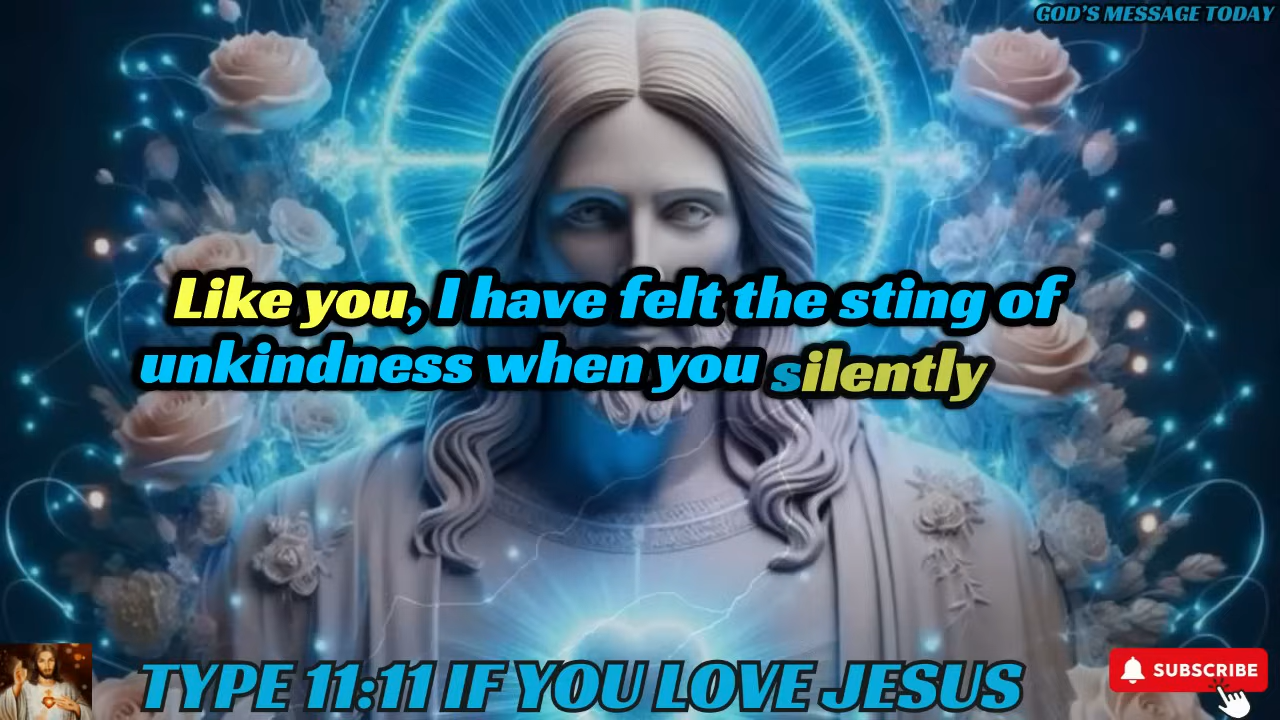 GOD'S MESSAGE TODAY
Like you, I have felt the sting of
unkindness when you silently
TYPE 11:11 IF YOU LOVE JESUS
SUBSCRIBE